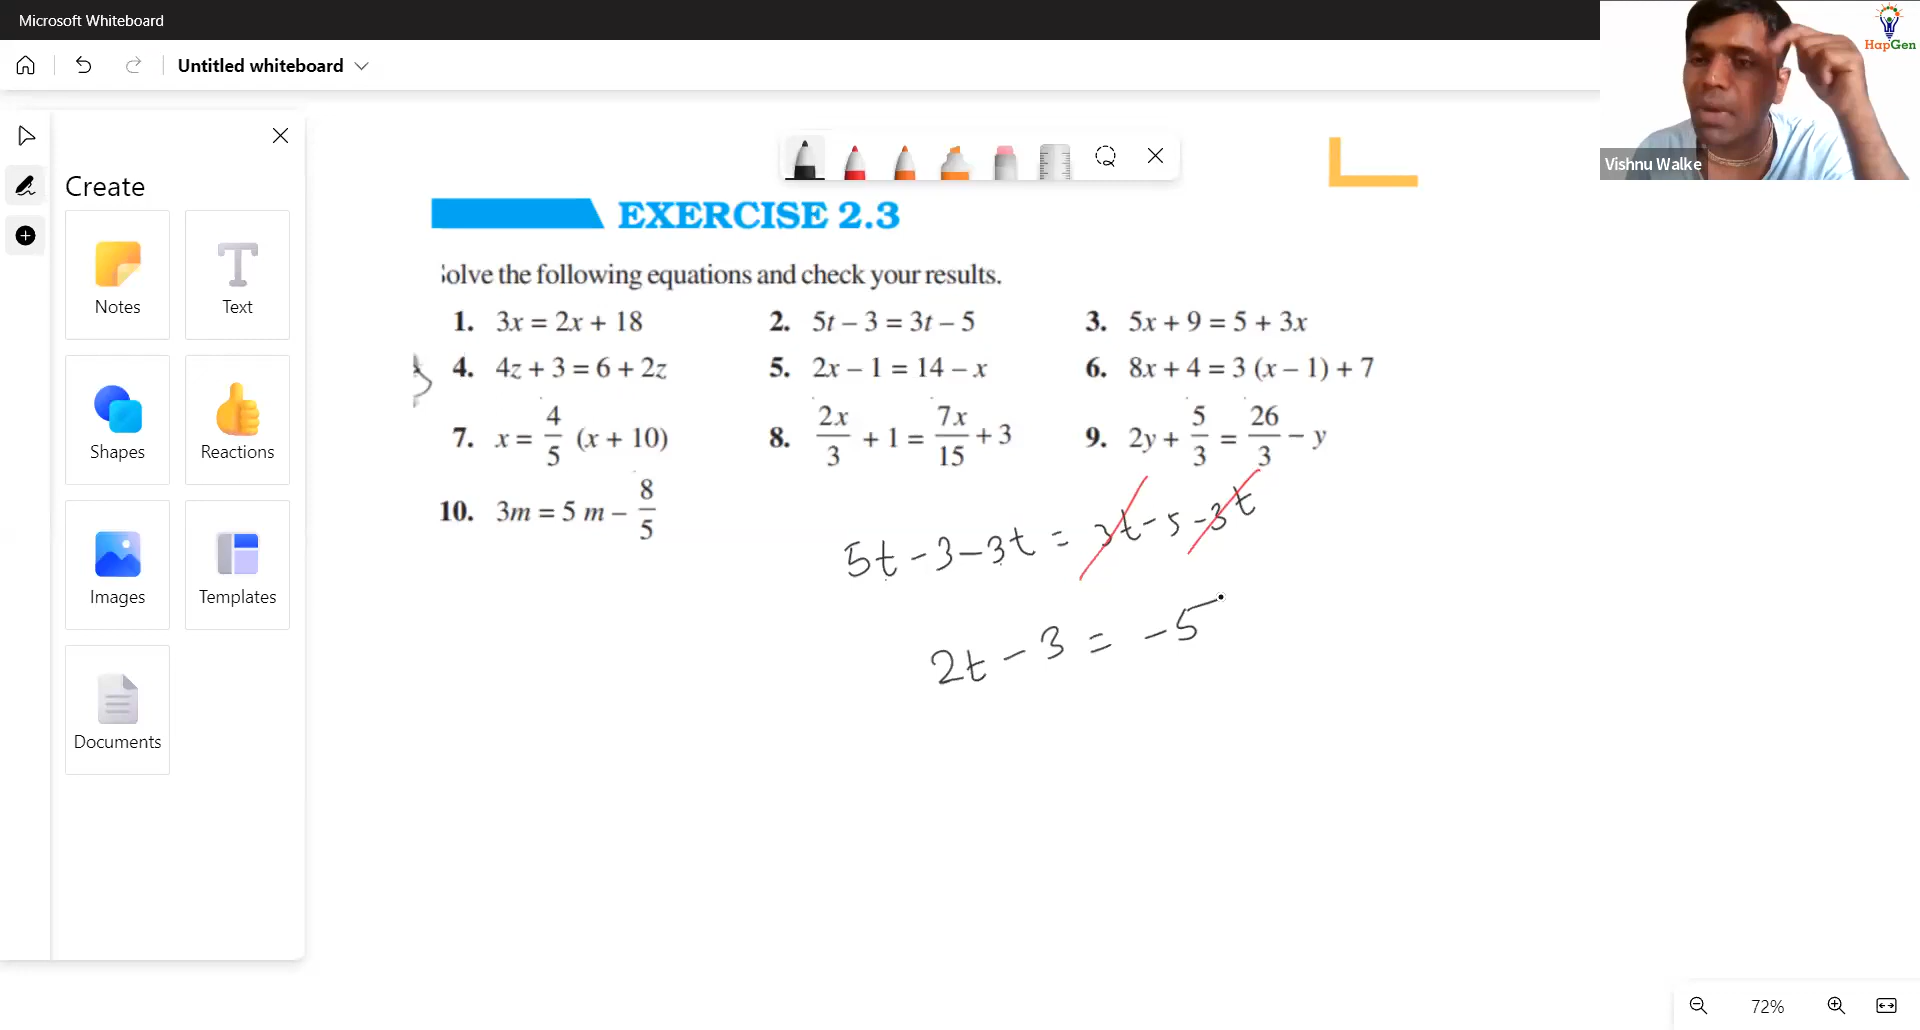 Microsoft Whiteboard
HapGen
Untitled whiteboard
Vishnu Walke
Create
Notes
Text
Shapes
Reactions
Images
Templates
Documents
EXERCISE 2.3
olve the following equations and check your results.
1. 3x = 2x + 18 2. 5t – 3 = 3t – 5 3. 5x + 9 = 5 + 3x
4. 4z + 3 = 6 + 2z 5. 2x – 1 = 14 – x 6. 8x + 4 = 3 (x – 1) + 7
7. x = 4/5 (x + 10) 8. 2x/3 + 1 = 7x/15 + 3 9. 2y + 5/3 = 26/3 – y
10. 3m = 5 m – 8/5
5t - 3 - 3t = 3t - 5 - 3t
2t - 3 = -5
72%